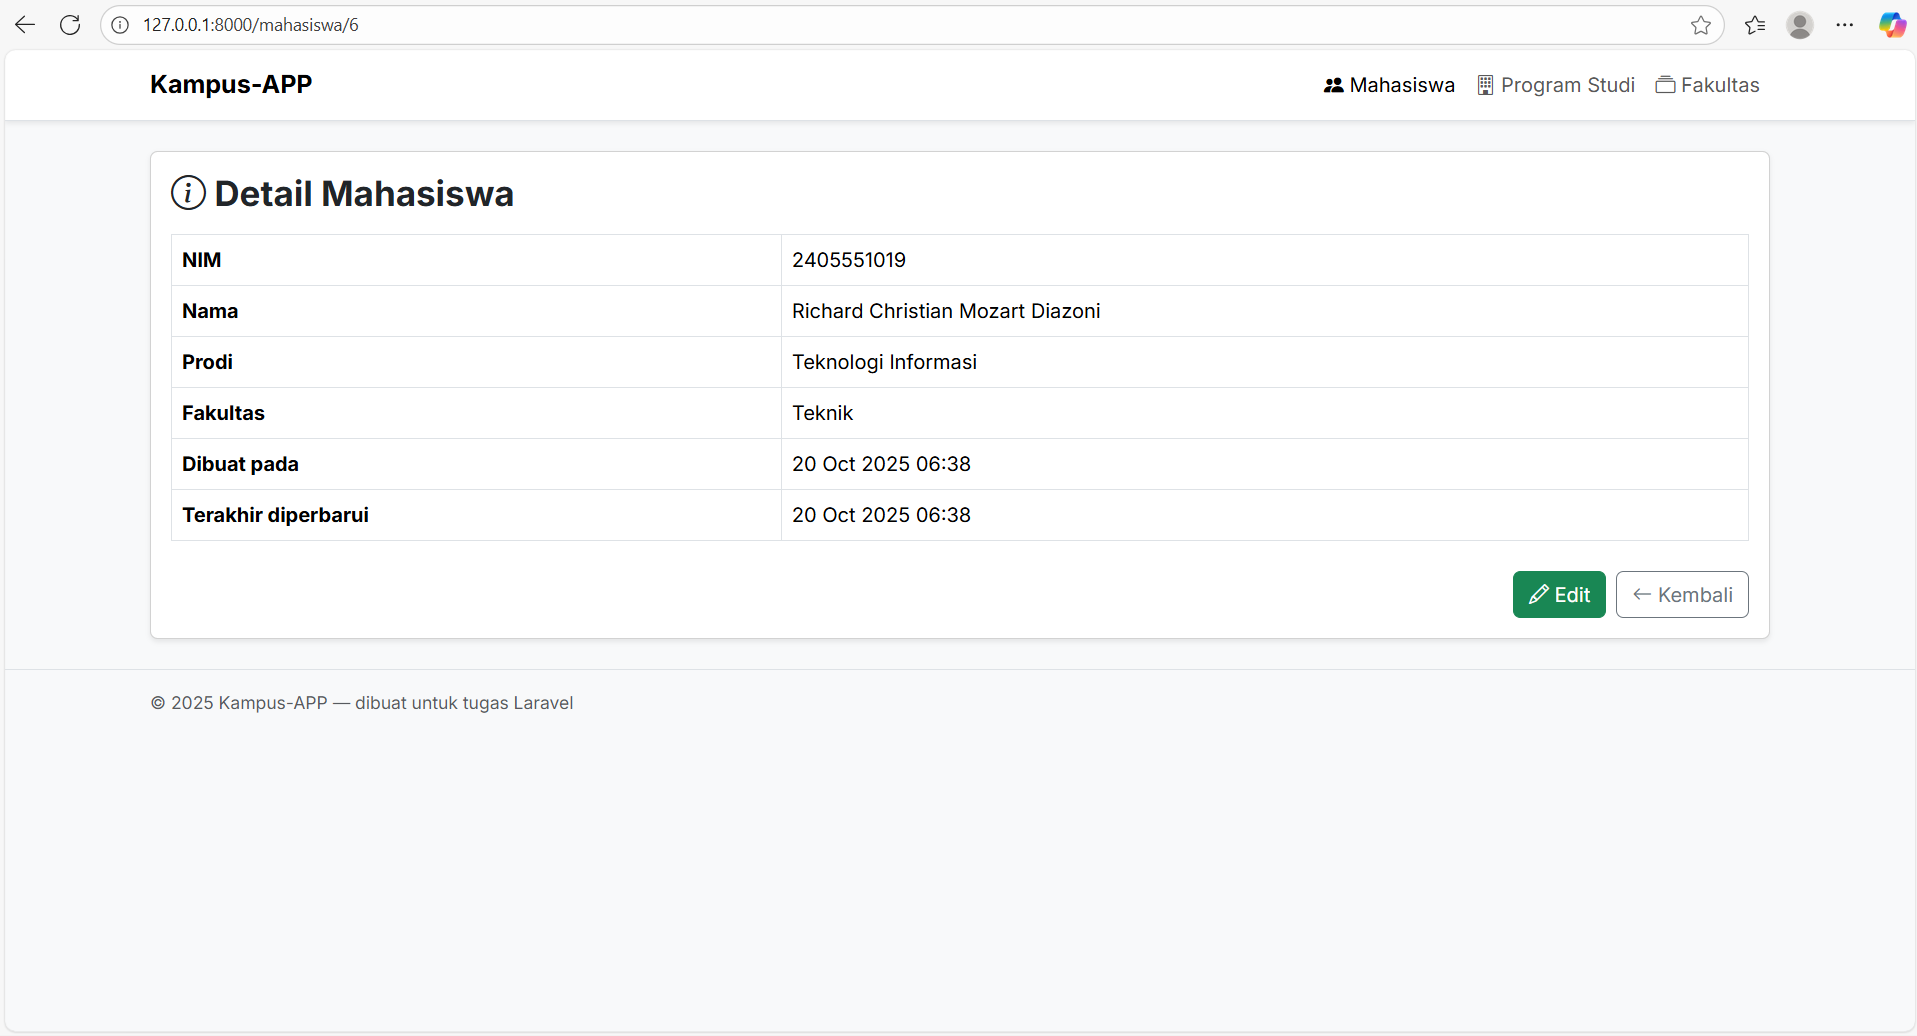 127.0.0.1:8000/mahasiswa/6
Kampus-APP
Mahasiswa Program Studi Fakultas
Detail Mahasiswa
NIM 2405551019
Nama Richard Christian Mozart Diazoni
Prodi Teknologi Informasi
Fakultas Teknik
Dibuat pada 20 Oct 2025 06:38
Terakhir diperbarui 20 Oct 2025 06:38
Edit ← Kembali
© 2025 Kampus-APP — dibuat untuk tugas Laravel